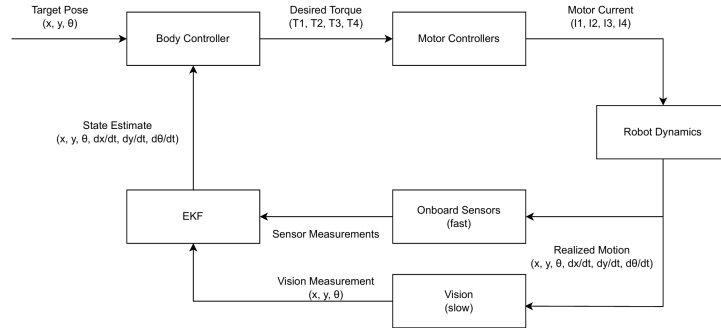 Target Pose
(x, y, θ)
Body Controller
Desired Torque
(T1, T2, T3, T4)
Motor Controllers
Motor Current
(I1, I2, I3, I4)
Robot Dynamics
State Estimate
(x, y, θ, dx/dt, dy/dt, dθ/dt)
EKF
Sensor Measurements
Onboard Sensors
(fast)
Realized Motion
(x, y, θ, dx/dt, dy/dt, dθ/dt)
Vision Measurement
(x, y, θ)
Vision
(slow)